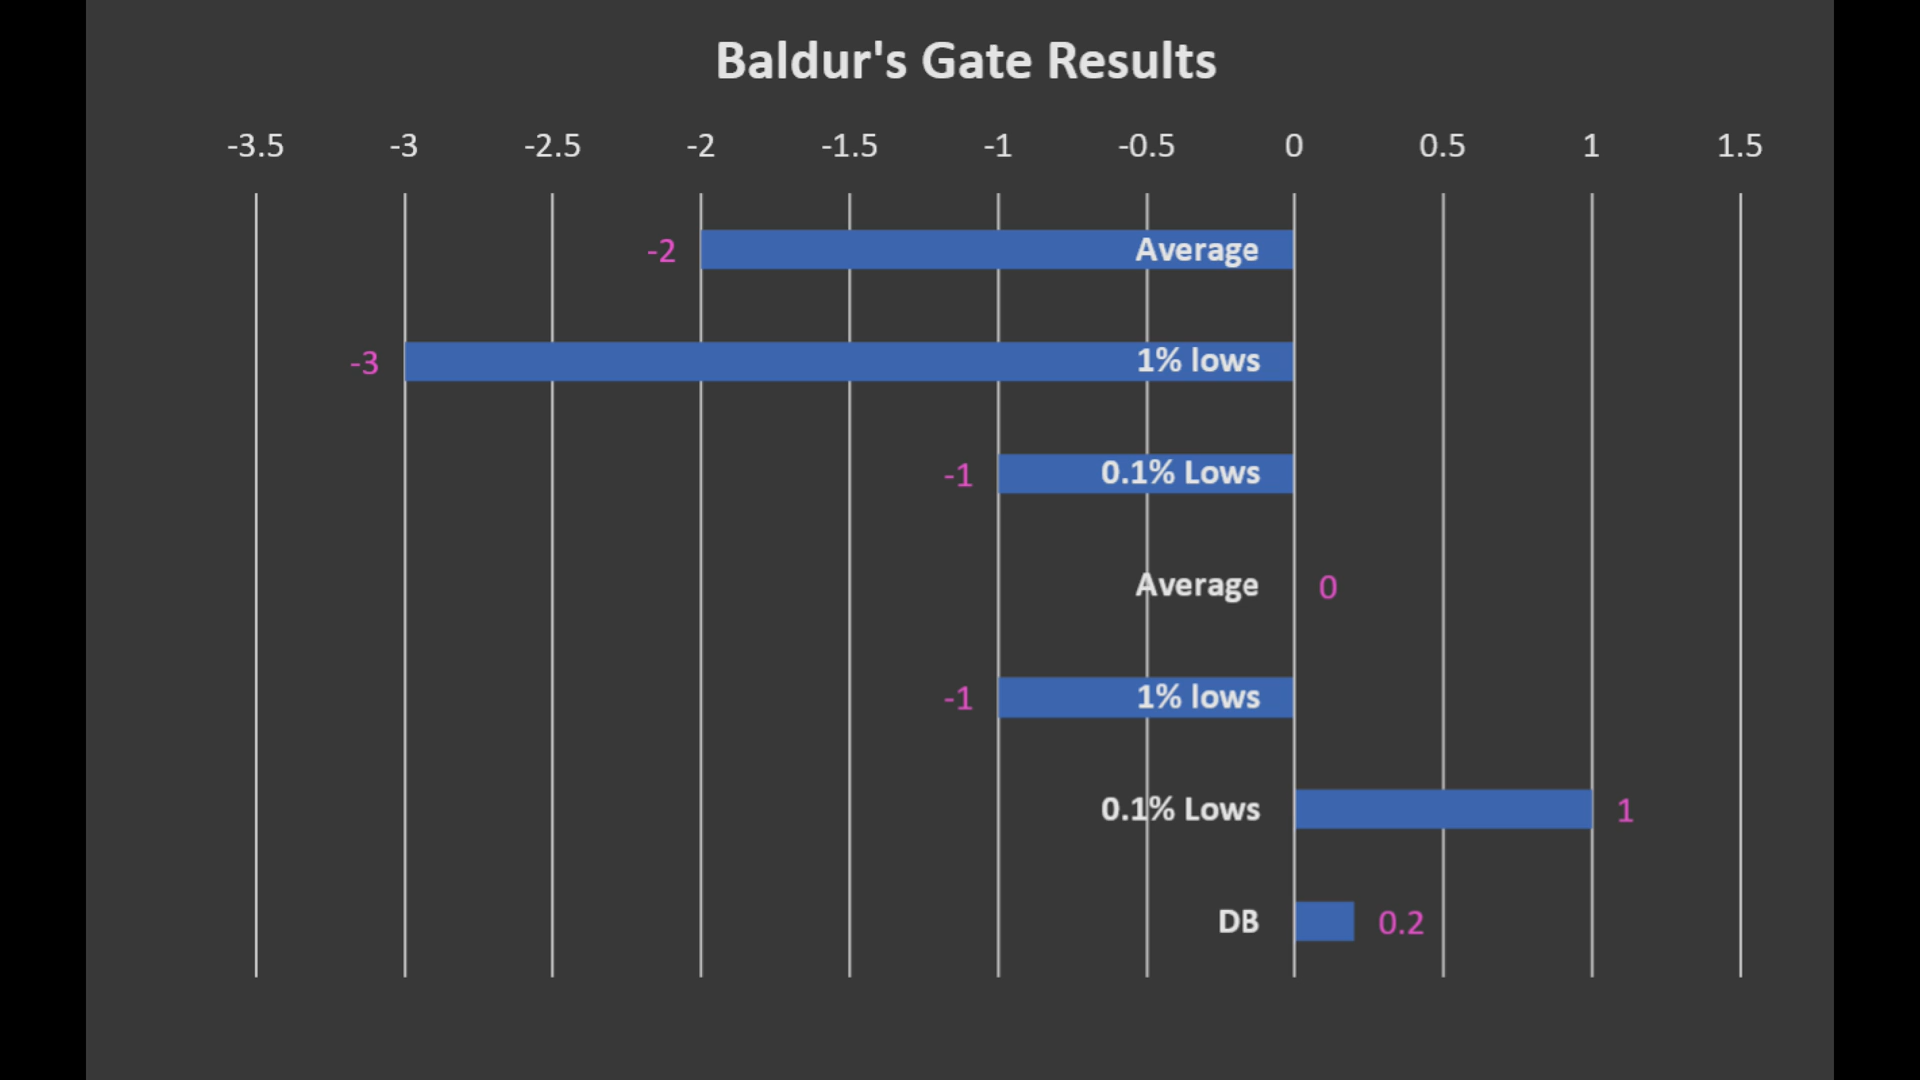 Baldur's Gate Results
-3.5 -3 -2.5 -2 -1.5 -1 -0.5 0 0.5 1 1.5
-2 Average
-3 1% lows
-1 0.1% Lows
Average 0
-1 1% lows
0.1% Lows 1
DB 0.2